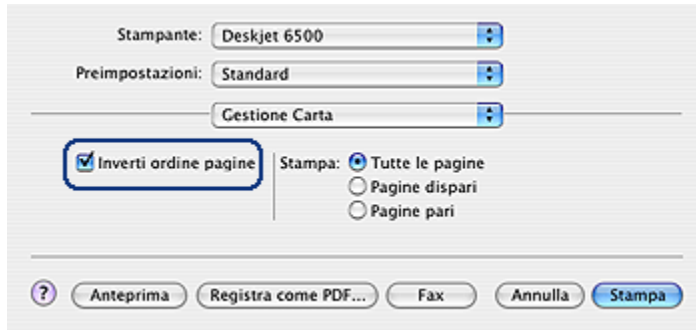 Stampante: Deskjet 6500
Preimpostazioni: Standard
Gestione Carta
Inverti ordine pagine Stampa: Tutte le pagine
Pagine dispari
Pagine pari
? Anteprima Registra come PDF... Fax Annulla Stampa